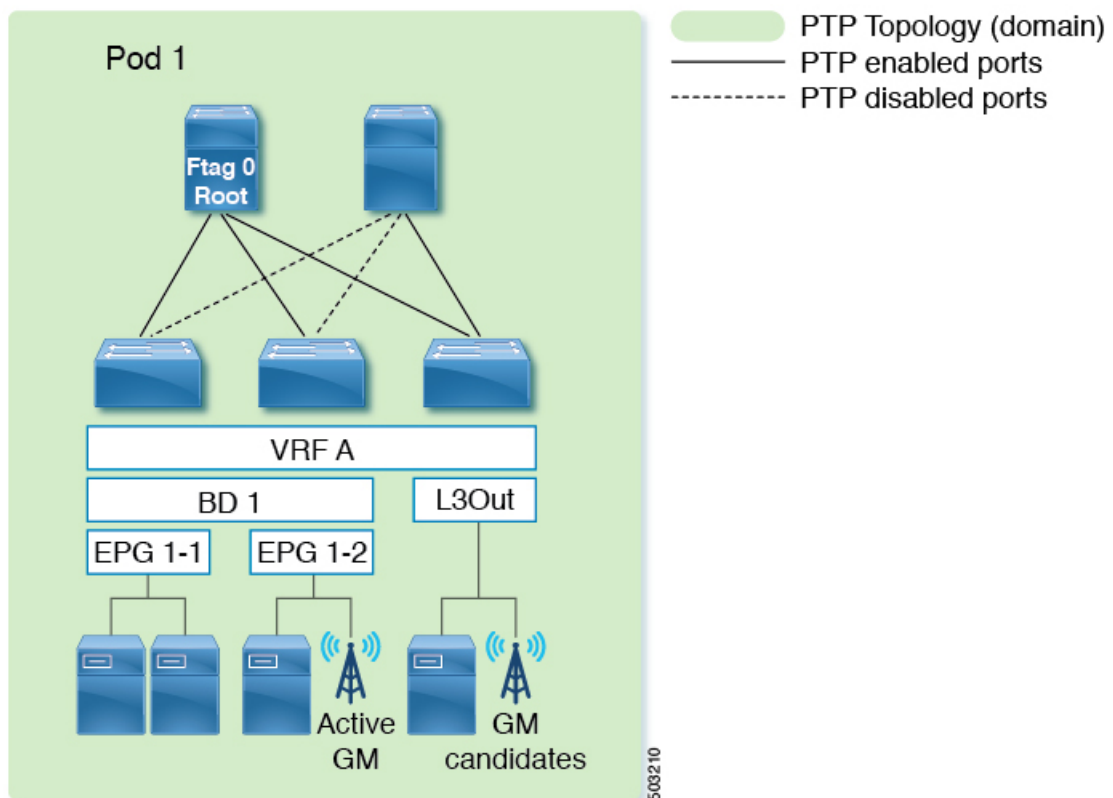 Pod 1
PTP Topology (domain)
PTP enabled ports
PTP disabled ports
Ftag 0
Root
VRF A
BD 1
L3Out
EPG 1-1
EPG 1-2
Active
GM
GM
candidates
503210